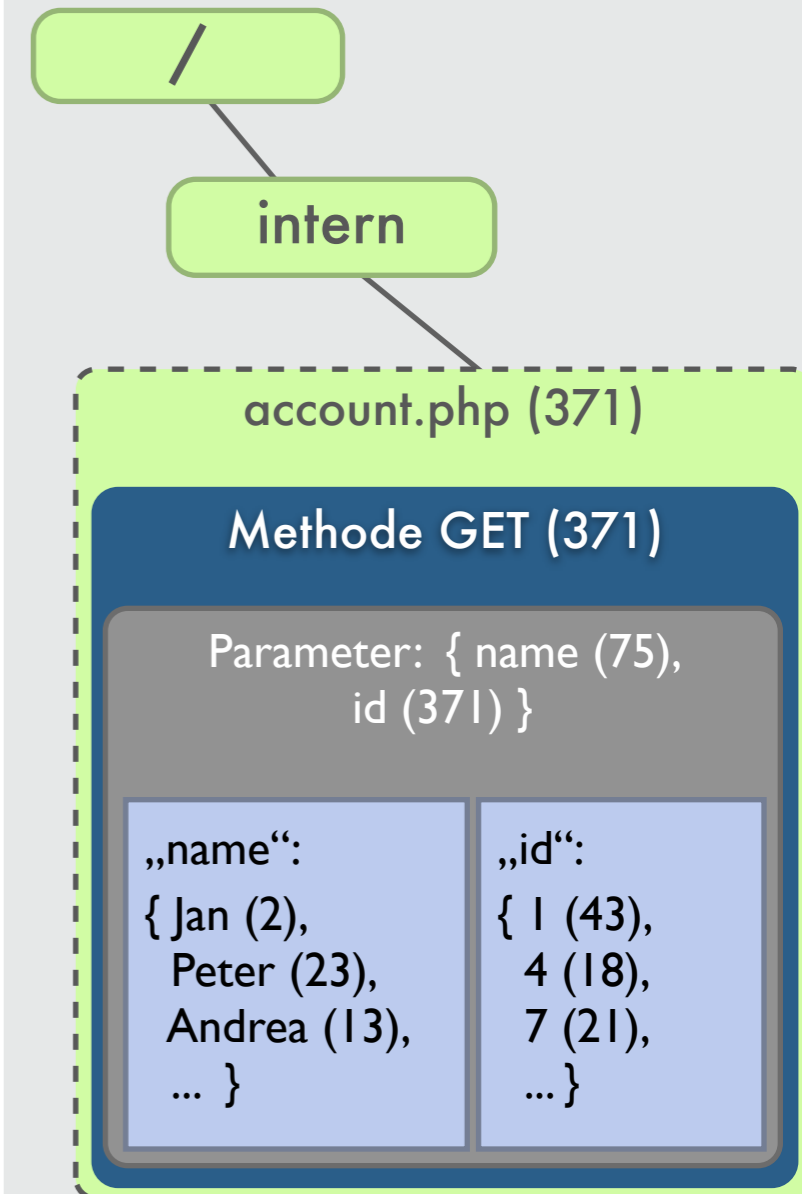 /
intern
account.php (371)
Methode GET (371)
Parameter: { name (75),
id (371) }
„name“:
{ Jan (2),
Peter (23),
Andrea (13),
... }
„id“:
{ 1 (43),
4 (18),
7 (21),
... }